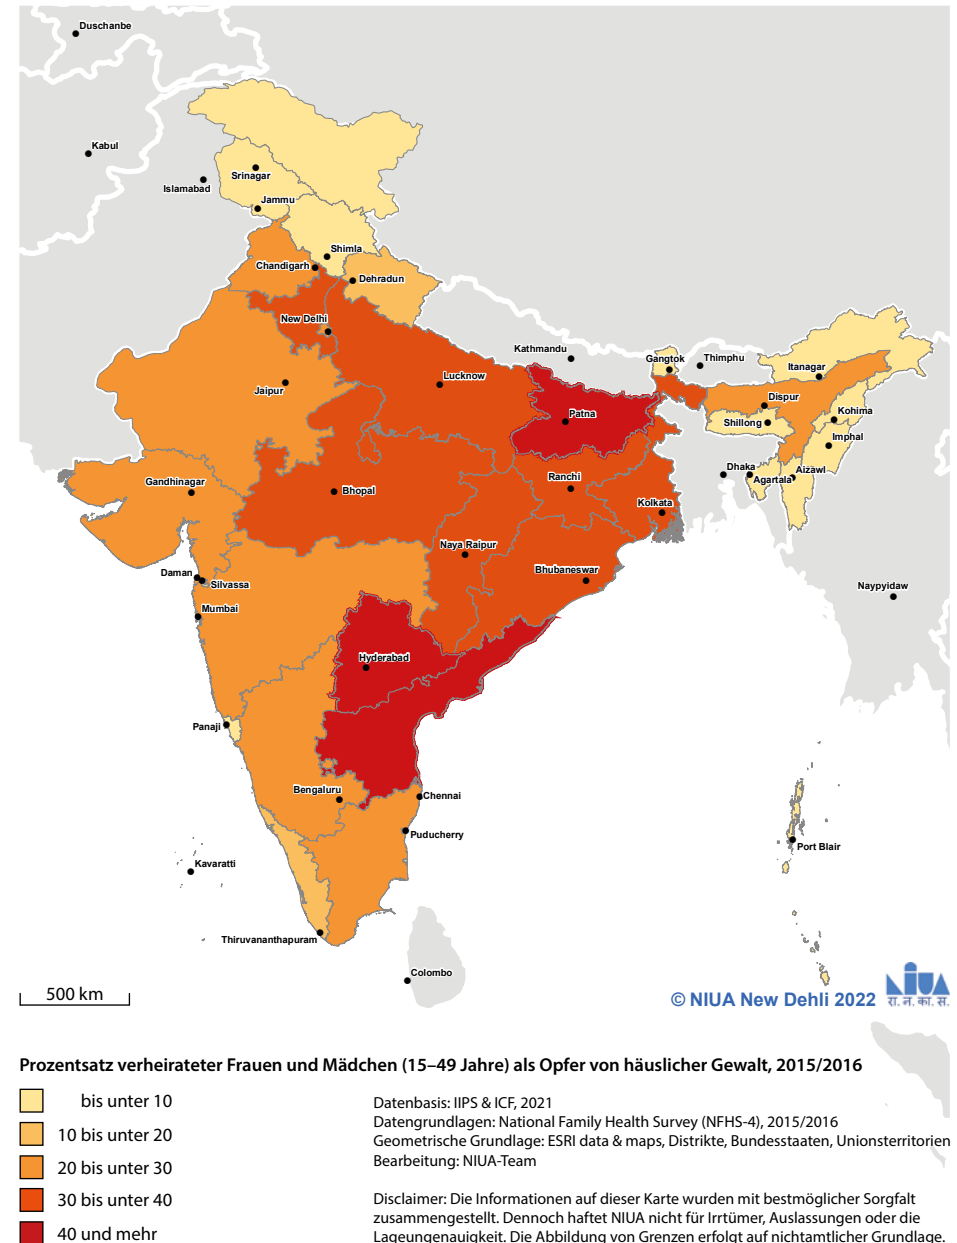 Duschanbe
Kabul
Srinagar
Islamabad
Jammu
Shimla
Chandigarh
Dehradun
New Delhi
Kathmandu
Gangtok
Thimphu
Itanagar
Lucknow
Jaipur
Dispur
Patna
Kohima
Shillong
Imphal
Dhaka
Aizawl
Agartala
Gandhinagar
Bhopal
Ranchi
Kolkata
Naya Raipur
Bhubaneswar
Daman
Silvassa
Naypyidaw
Mumbai
Hyderabad
Panaji
Bengaluru
Chennai
Puducherry
Port Blair
Kavaratti
Thiruvananthapuram
Colombo
500 km
© NIUA New Dehli 2022
NIUA
रा. न. का. सं.
Prozentsatz verheirateter Frauen und Mädchen (15–49 Jahre) als Opfer von häuslicher Gewalt, 2015/2016
bis unter 10
10 bis unter 20
20 bis unter 30
30 bis unter 40
40 und mehr
Datenbasis: IIPS & ICF, 2021
Datengrundlagen: National Family Health Survey (NFHS-4), 2015/2016
Geometrische Grundlage: ESRI data & maps, Distrikte, Bundesstaaten, Unionsterritorien
Bearbeitung: NIUA-Team
Disclaimer: Die Informationen auf dieser Karte wurden mit bestmöglicher Sorgfalt
zusammengestellt. Dennoch haftet NIUA nicht für Irrtümer, Auslassungen oder die
Lageungenauigkeit. Die Abbildung von Grenzen erfolgt auf nichtamtlicher Grundlage.